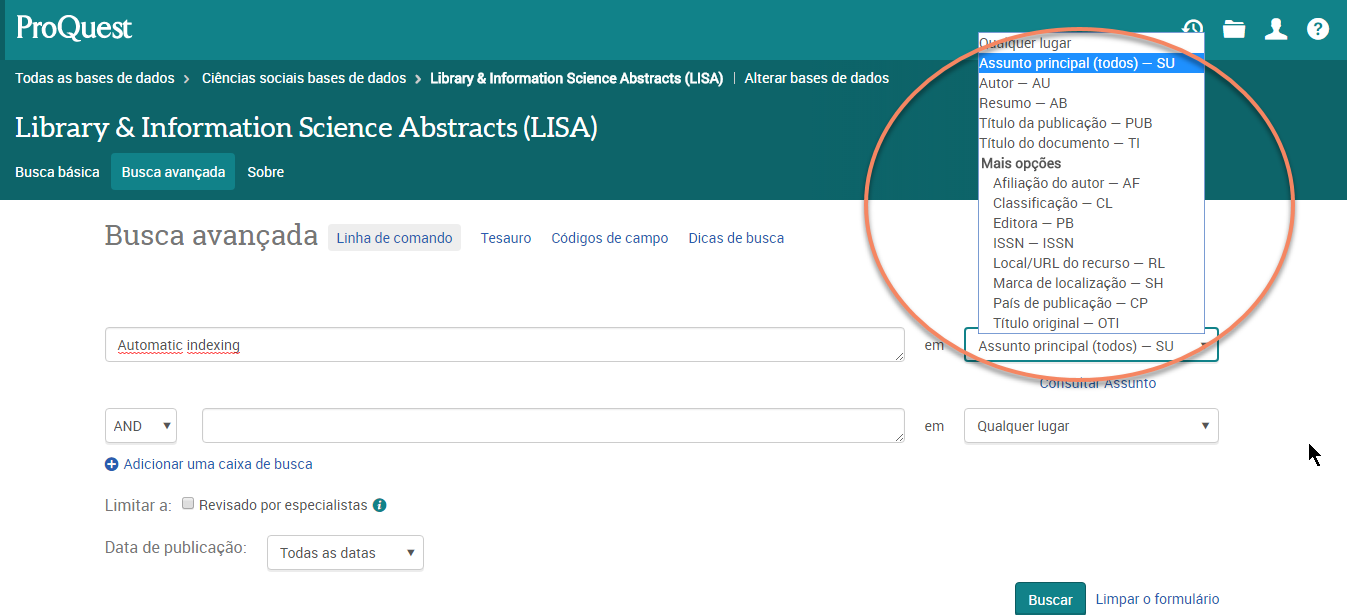 ProQuest
Todas as bases de dados > Ciências sociais bases de dados > Library & Information Science Abstracts (LISA) | Alterar bases de dados
Library & Information Science Abstracts (LISA)
Busca básica Busca avançada Sobre
Qualquer lugar
Assunto principal (todos) — SU
Autor — AU
Resumo — AB
Título da publicação — PUB
Título do documento — TI
Mais opções
Afiliação do autor — AF
Classificação — CL
Editora — PB
ISSN — ISSN
Local/URL do recurso — RL
Marca de localização — SH
País de publicação — CP
Título original — OTI
Busca avançada Linha de comando Tesauro Códigos de campo Dicas de busca
Automatic indexing em Assunto principal (todos) — SU
Consultar Assunto
AND em Qualquer lugar
Adicionar uma caixa de busca
Limitar a: Revisado por especialistas
Data de publicação: Todas as datas
Buscar Limpar o formulário